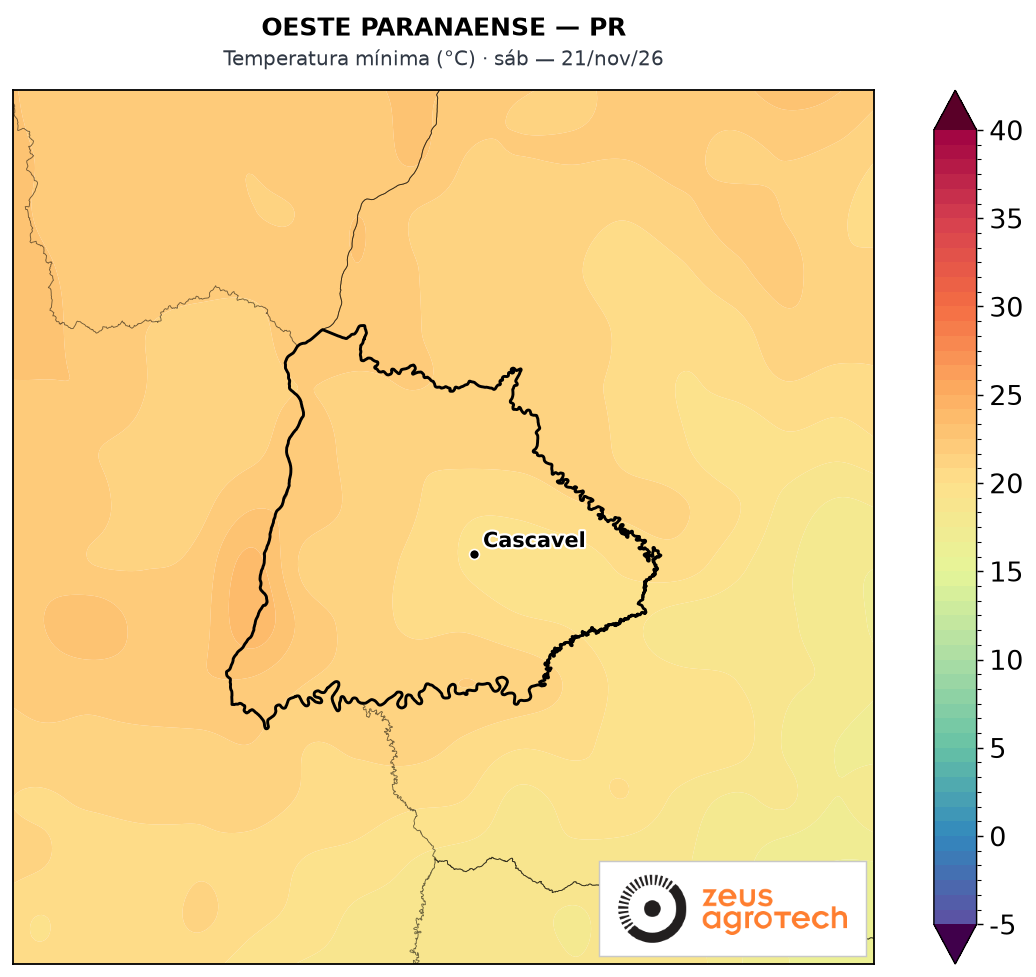 OESTE PARANAENSE — PR
Temperatura mínima (°C) · sáb — 21/nov/26
40
35
30
25
20
15
10
5
0
-5
Cascavel
zeus
agrotech